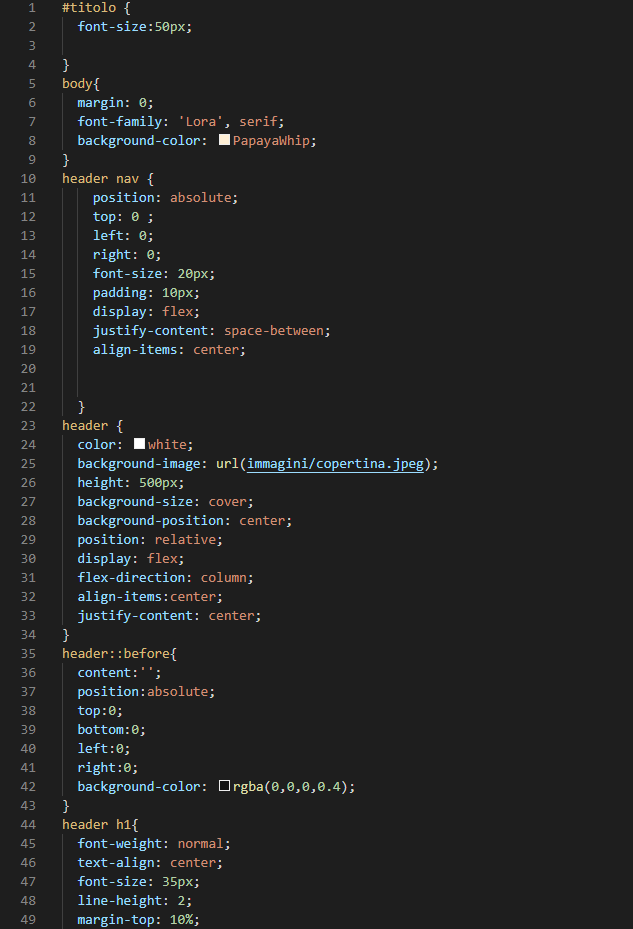 1 #titolo {
2   font-size:50px;
3
4 }
5 body{
6   margin: 0;
7   font-family: 'Lora', serif;
8   background-color: PapayaWhip;
9 }
10 header nav {
11     position: absolute;
12     top: 0 ;
13     left: 0;
14     right: 0;
15     font-size: 20px;
16     padding: 10px;
17     display: flex;
18     justify-content: space-between;
19     align-items: center;
20
21
22   }
23 header {
24   color: white;
25   background-image: url(immagini/copertina.jpeg);
26   height: 500px;
27   background-size: cover;
28   background-position: center;
29   position: relative;
30   display: flex;
31   flex-direction: column;
32   align-items:center;
33   justify-content: center;
34 }
35 header::before{
36   content:'';
37   position:absolute;
38   top:0;
39   bottom:0;
40   left:0;
41   right:0;
42   background-color: rgba(0,0,0,0.4);
43 }
44 header h1{
45   font-weight: normal;
46   text-align: center;
47   font-size: 35px;
48   line-height: 2;
49   margin-top: 10%;